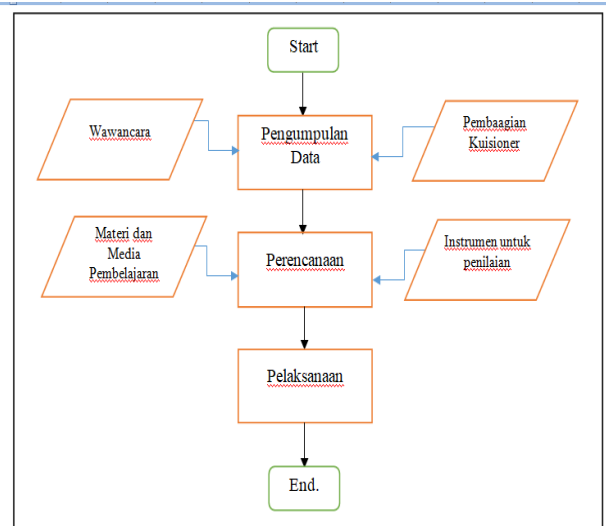 Start
Wawancara
Pengumpulan
Data
Pembaagian
Kuisioner
Materi dan
Media
Pembelajaran
Perencanaan
Instrumen untuk
penilaian
Pelaksanaan
End.